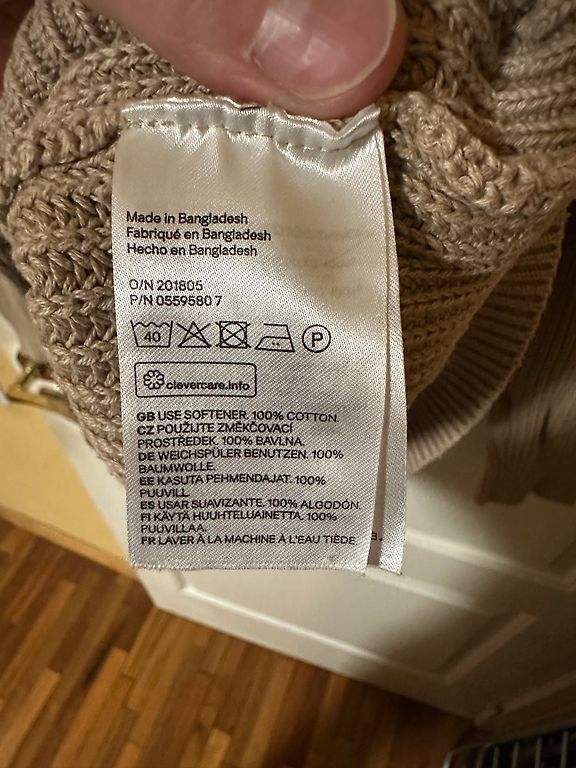 Made in Bangladesh
Fabriqué en Bangladesh
Hecho en Bangladesh
O/N 201805
P/N 0559580 7
40 P
clevercare.info
GB USE SOFTENER. 100% COTTON.
CZ POUŽIJTE ZMĚKČOVACÍ
PROSTŘEDEK. 100% BAVLNA.
DE WEICHSPÜLER BENUTZEN. 100%
BAUMWOLLE.
EE KASUTA PEHMENDAJAT. 100%
PUUVILL.
ES USAR SUAVIZANTE. 100% ALGODÓN.
FI KÄYTÄ HUUHTELUAINETTA. 100%
PUUVILLAA.
FR LAVER À LA MACHINE À L'EAU TIÈDE.